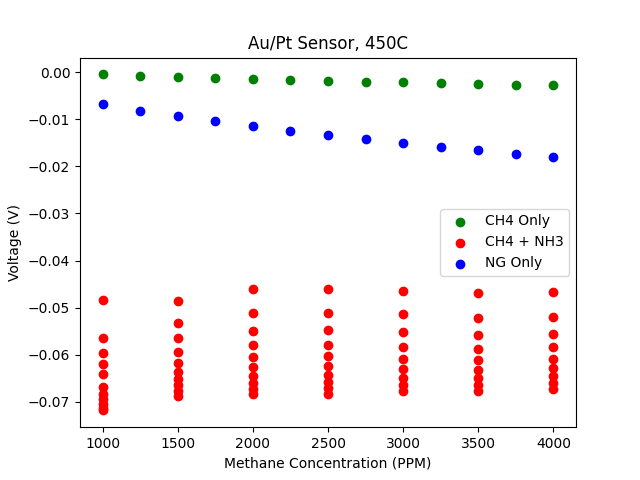 Au/Pt Sensor, 450C
0.00
−0.01
−0.02
−0.03
−0.04
−0.05
−0.06
−0.07
Voltage (V)
CH4 Only
CH4 + NH3
NG Only
1000 1500 2000 2500 3000 3500 4000
Methane Concentration (PPM)